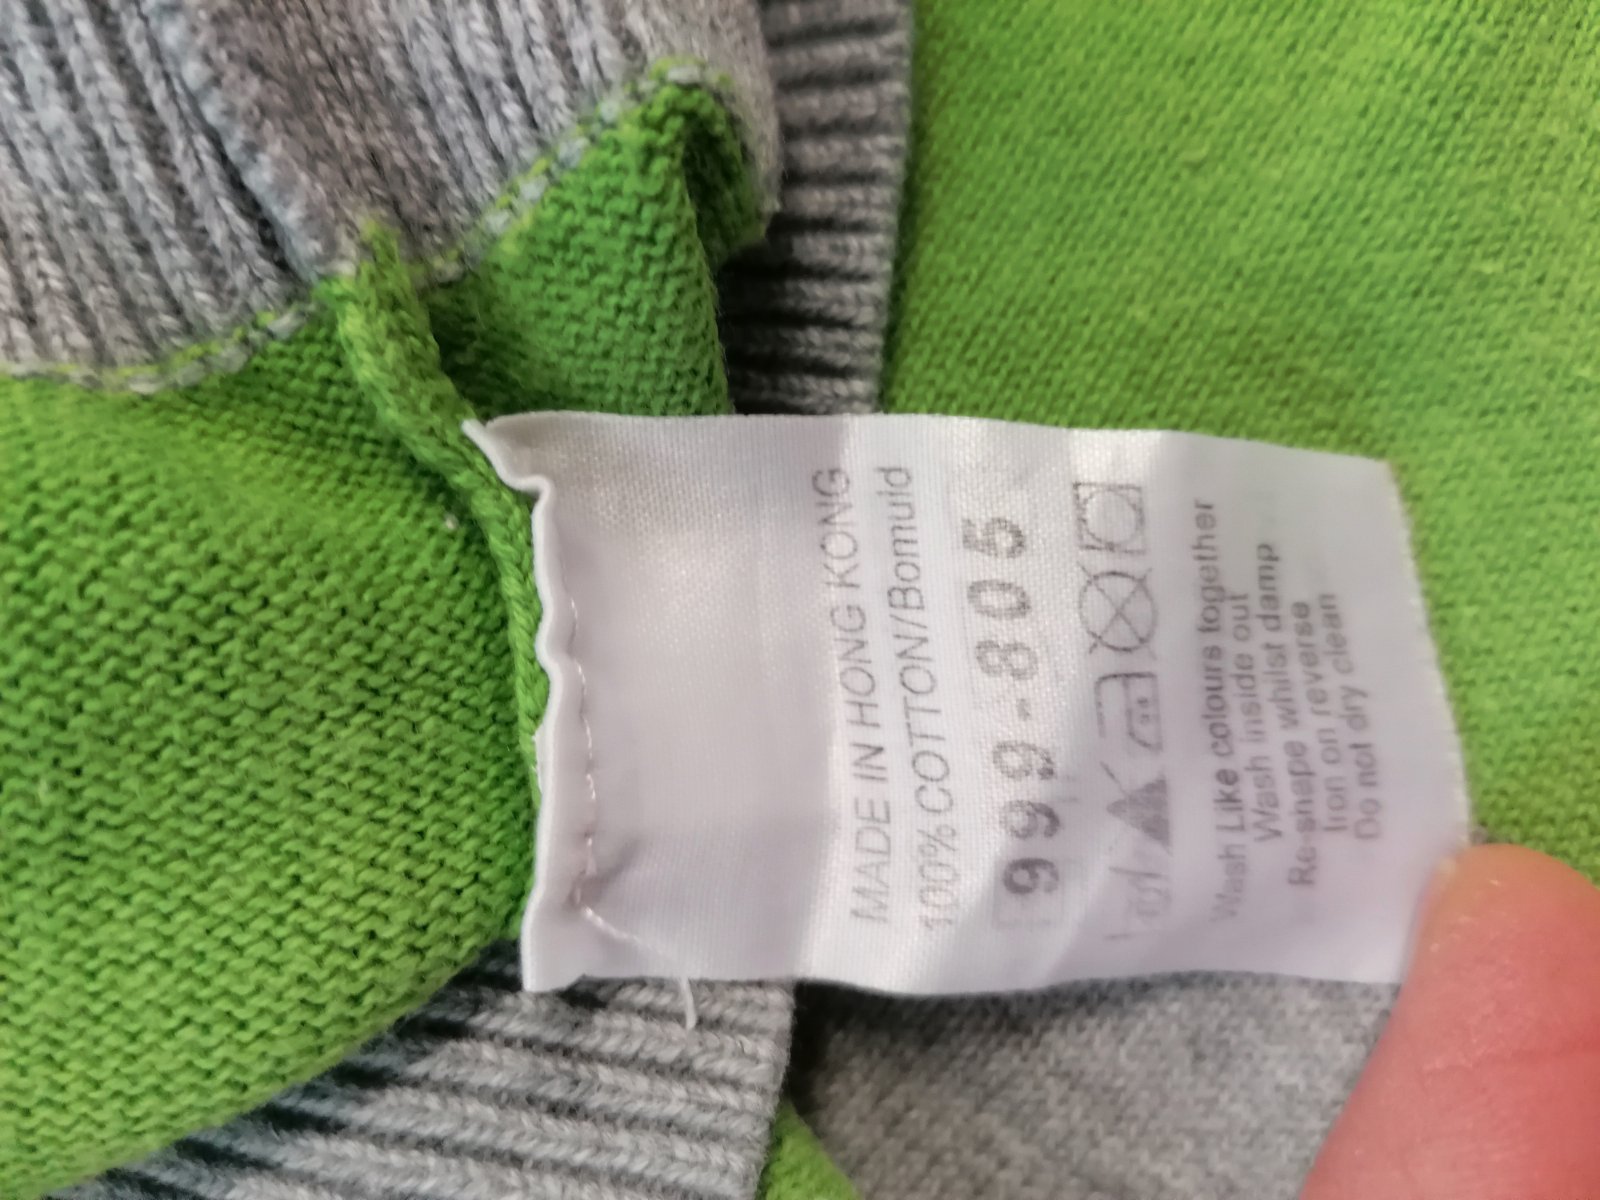 MADE IN HONG KONG
100% COTTON/Bomuld
999-805
Wash Like colours together
Wash inside out
Re-shape whilst damp
Iron on reverse
Do not dry clean